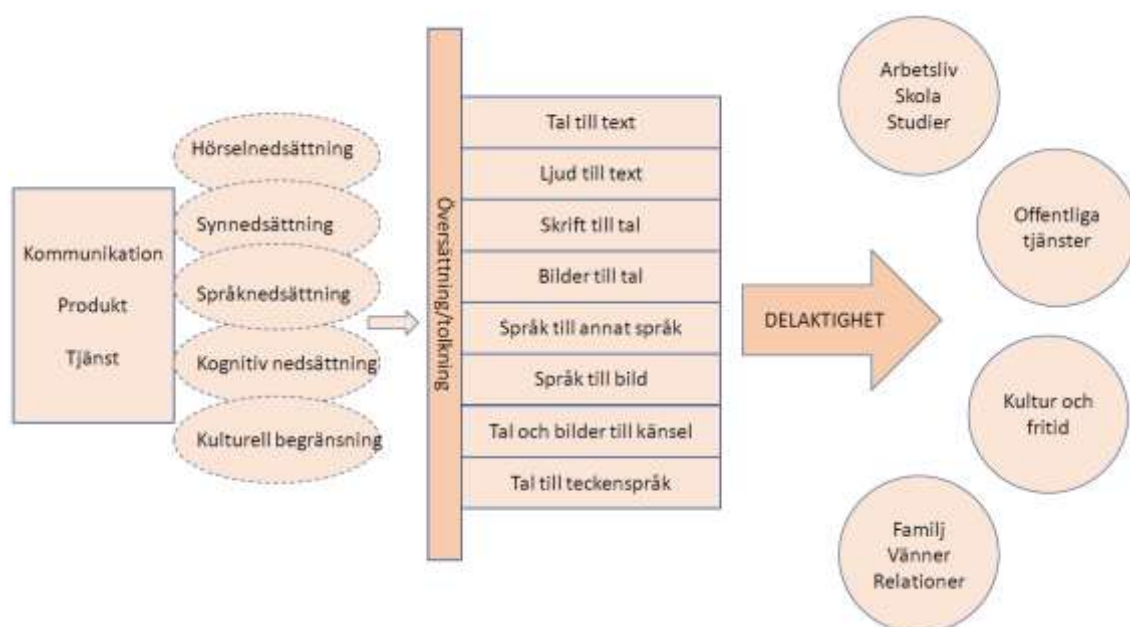 Kommunikation
Produkt
Tjänst
Hörselnedsättning
Synnedsättning
Språknedsättning
Kognitiv nedsättning
Kulturell begränsning
Översättning/tolkning
Tal till text
Ljud till text
Skrift till tal
Bilder till tal
Språk till annat språk
Språk till bild
Tal och bilder till känsel
Tal till teckenspråk
DELAKTIGHET
Arbetsliv
Skola
Studier
Offentliga
tjänster
Kultur och
fritid
Familj
Vänner
Relationer